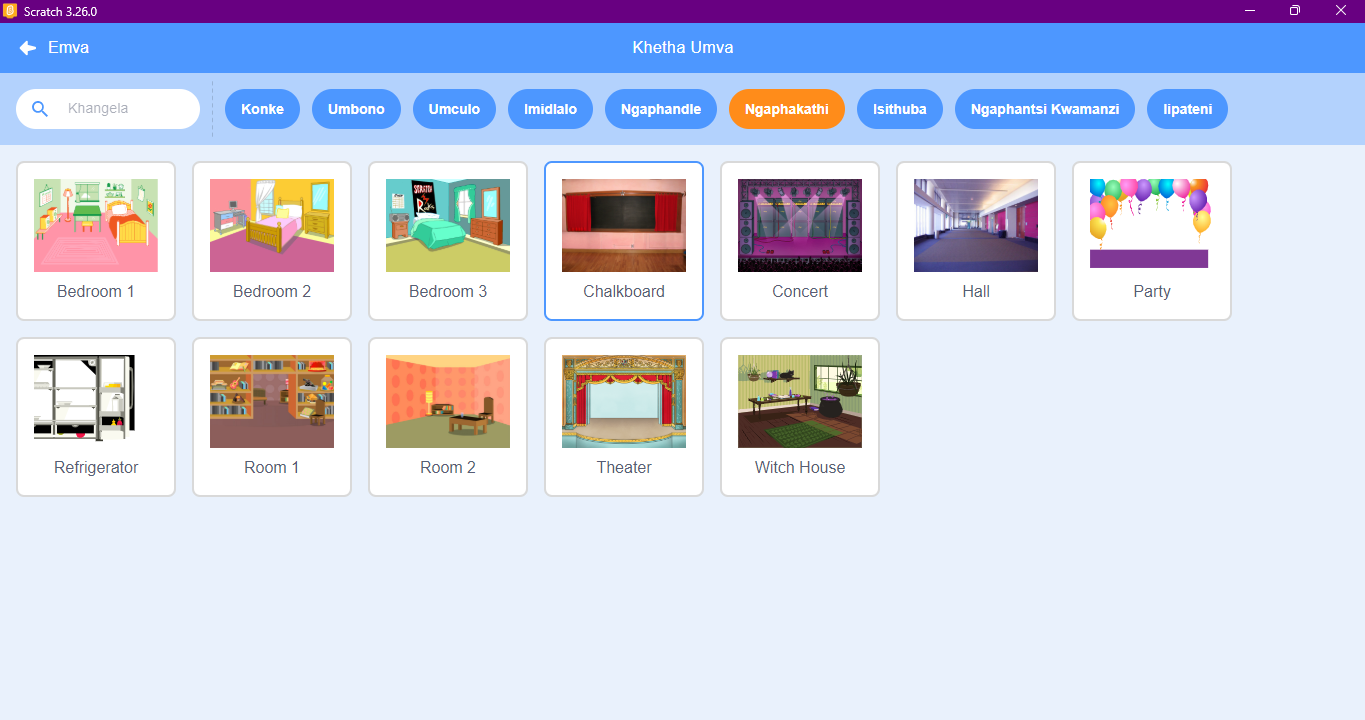 Scratch 3.26.0
Emva
Khetha Umva
Khangela
Konke
Umbono
Umculo
Imidlalo
Ngaphandle
Ngaphakathi
Isithuba
Ngaphantsi Kwamanzi
Iipateni
Bedroom 1
Bedroom 2
Bedroom 3
Chalkboard
Concert
Hall
Party
Refrigerator
Room 1
Room 2
Theater
Witch House